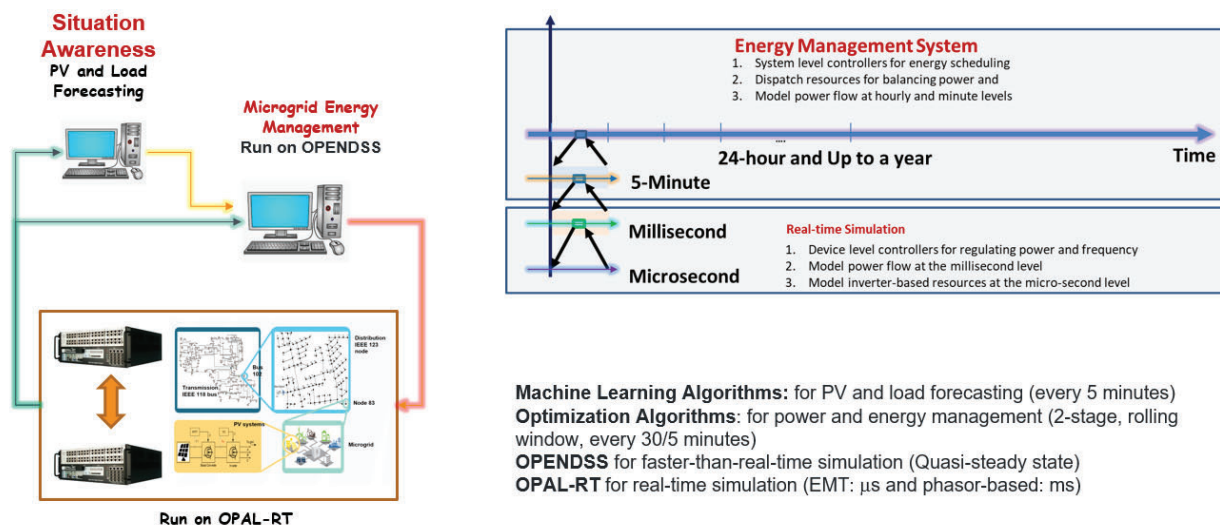 Situation
Awareness
PV and Load
Forecasting
Microgrid Energy
Management
Run on OPENDSS
Transmission
IEEE 118 bus
Bus
102
Distribution
IEEE 123
node
Node 83
PV systems
Microgrid
Run on OPAL-RT
Energy Management System
1. System level controllers for energy scheduling
2. Dispatch resources for balancing power and
3. Model power flow at hourly and minute levels
....
24-hour and Up to a year
Time
5-Minute
Millisecond
Microsecond
Real-time Simulation
1. Device level controllers for regulating power and frequency
2. Model power flow at the millisecond level
3. Model inverter-based resources at the micro-second level
Machine Learning Algorithms: for PV and load forecasting (every 5 minutes)
Optimization Algorithms: for power and energy management (2-stage, rolling
window, every 30/5 minutes)
OPENDSS for faster-than-real-time simulation (Quasi-steady state)
OPAL-RT for real-time simulation (EMT: μs and phasor-based: ms)